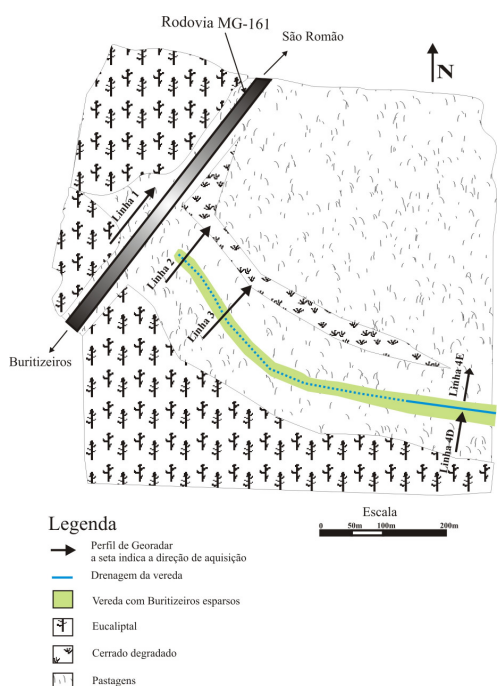 Rodovia MG-161
São Romão
N
Linha 1
Linha 2
Linha 3
Linha 4E
Linha 4D
Buritizeiros
Escala
0 50m 100m 200m
Legenda
Perfil de Georadar
a seta indica a direção de aquisição
Drenagem da vereda
Vereda com Buritizeiros esparsos
Eucaliptal
Cerrado degradado
Pastagens